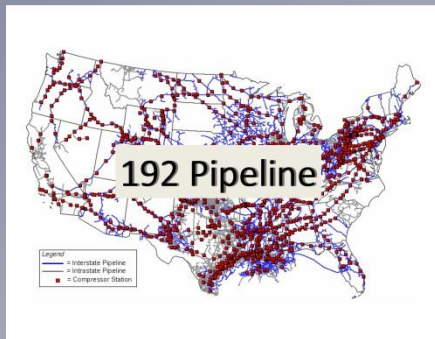 192 Pipeline
Legend
= Interstate Pipeline
= Intrastate Pipeline
= Compressor Station